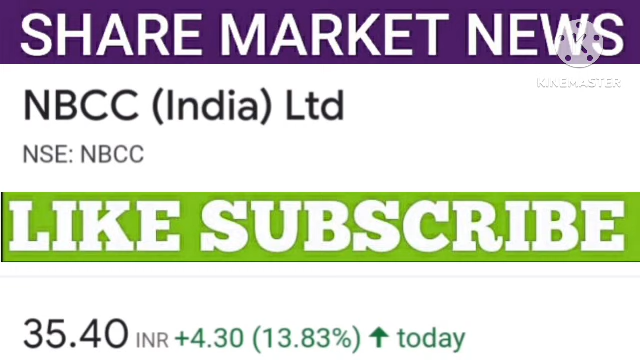 SHARE MARKET NEWS
KINEMASTER
NBCC (India) Ltd
NSE: NBCC
LIKE SUBSCRIBE
35.40 INR +4.30 (13.83%) ↑ today